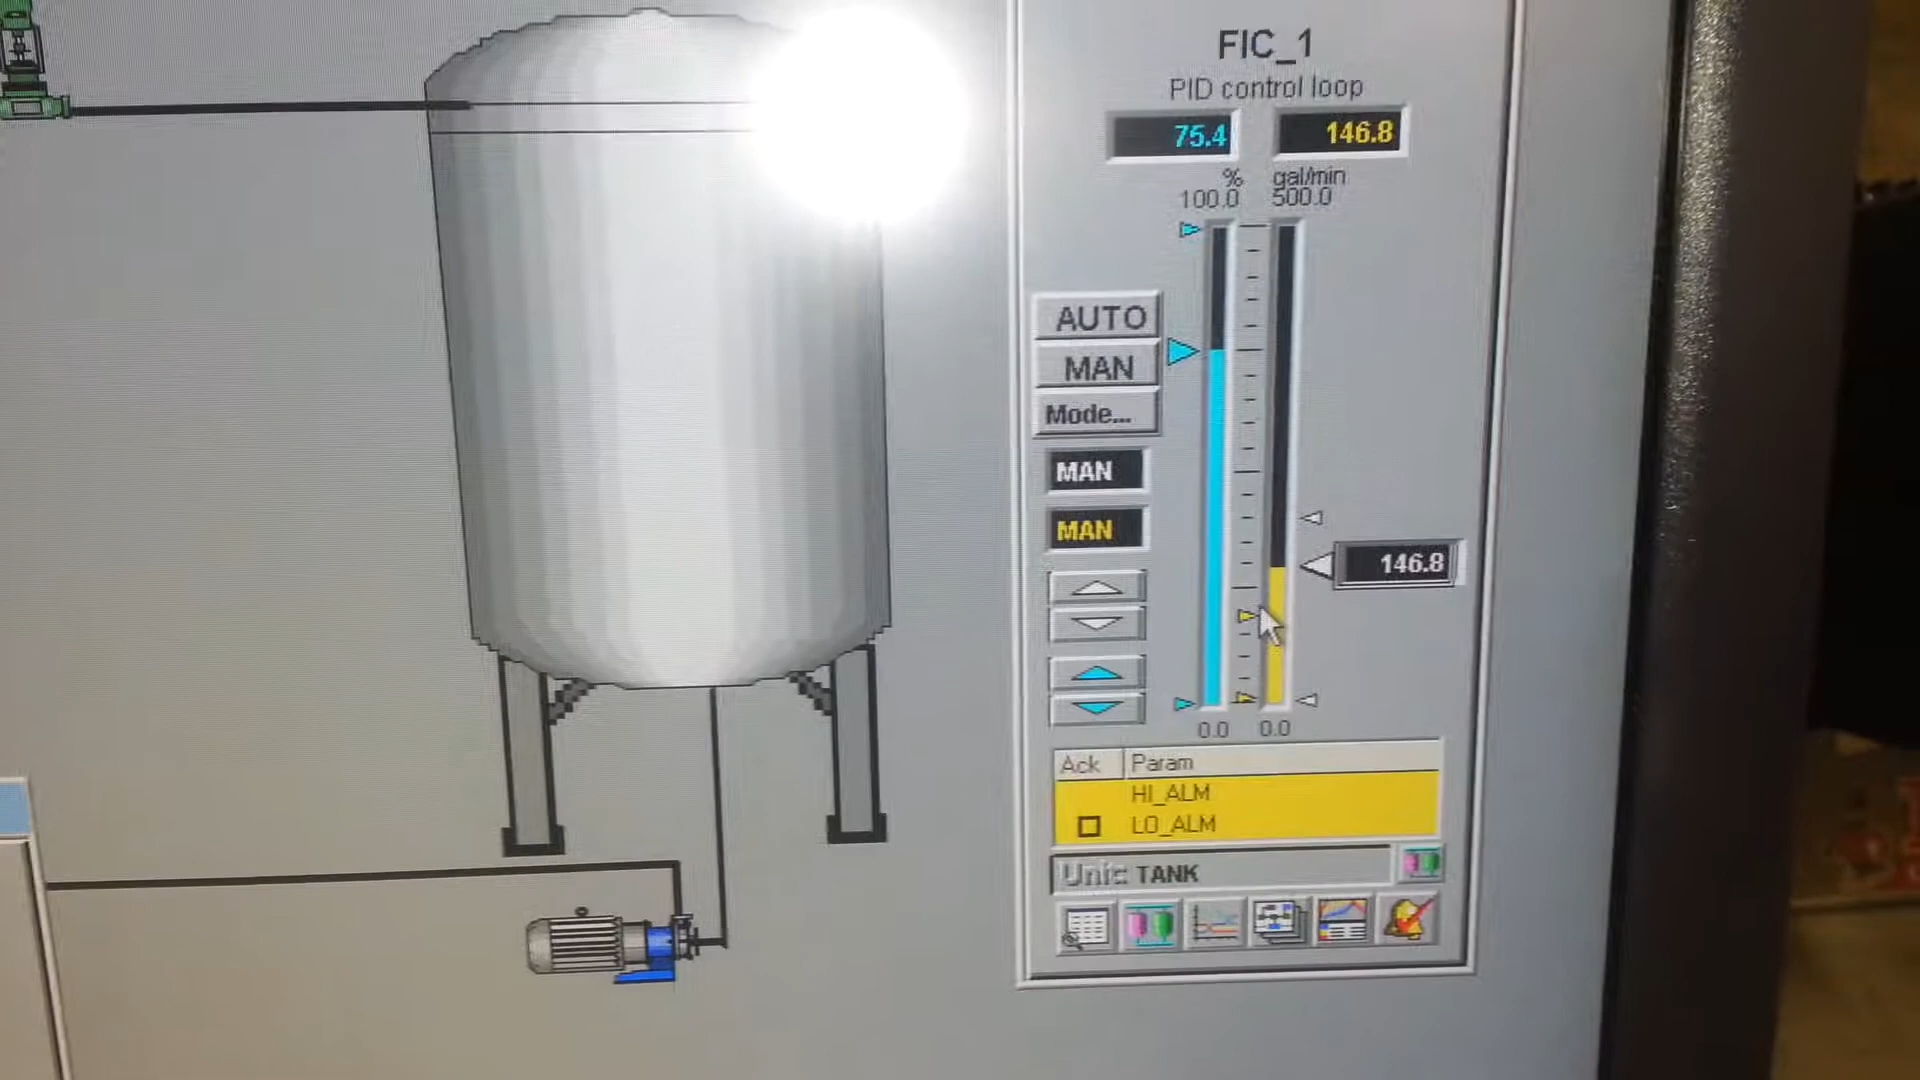 FIC_1
PID control loop
75.4 146.8
% gal/min
100.0 500.0
AUTO
MAN
Mode...
MAN
MAN
146.8
0.0 0.0
Ack Param
HI_ALM
LO_ALM
Unit: TANK